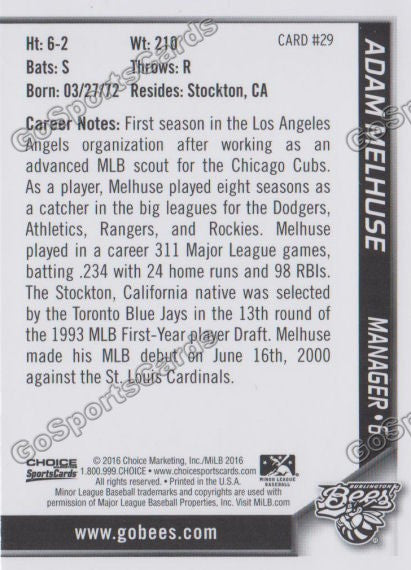 Ht: 6-2 Wt: 210 CARD #29
Bats: S Throws: R
Born: 03/27/72 Resides: Stockton, CA
Career Notes: First season in the Los Angeles
Angels organization after working as an
advanced MLB scout for the Chicago Cubs.
As a player, Melhuse played eight seasons as
a catcher in the big leagues for the Dodgers,
Athletics, Rangers, and Rockies. Melhuse
played in a career 311 Major League games,
batting .234 with 24 home runs and 98 RBIs.
The Stockton, California native was selected
by the Toronto Blue Jays in the 13th round of
the 1993 MLB First-Year player Draft. Melhuse
made his MLB debut on June 16th, 2000
against the St. Louis Cardinals.
ADAM MELHUSE
MANAGER • 6
CHOICE
SportsCards
© 2016 Choice Marketing, Inc./MiLB 2016
1.800.999.CHOICE • www.choicesportscards.com
All rights reserved. • Printed in the U.S.A.
Minor League Baseball trademarks and copyrights are used with
permission of Major League Baseball Properties, Inc. Visit MiLB.com
MINOR LEAGUE
BASEBALL
BURLINGTON
Bees
www.gobees.com
GoSportsCards
GoSportsCards
GoSportsCards
GoSportsCards